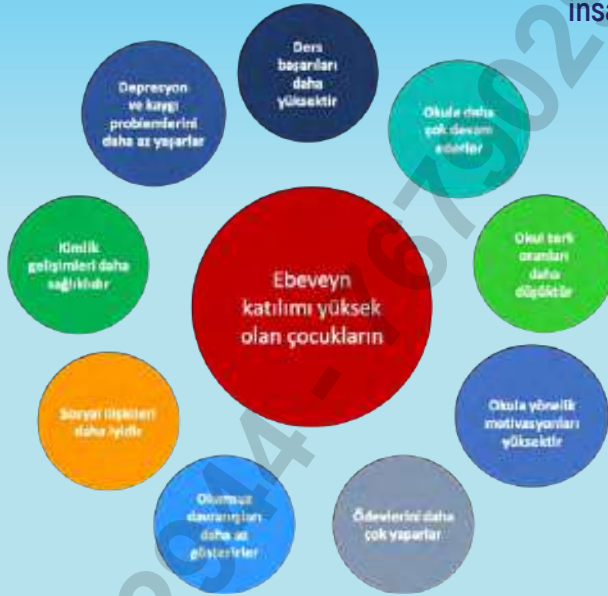 insa
Ders
başarıları
daha
yüksektir
Okula daha
çok devam
ederler
Okul terk
oranları
daha
düşüktür
Okula yönelik
motivasyonları
yüksektir
Ödevlerini daha
çok yaparlar
Olumsuz
davranışları
daha az
gösterirler
Sosyal ilişkileri
daha iyidir
Kimlik
gelişimleri daha
sağlıklıdır
Depresyon
ve kaygı
problemlerini
daha az yaşarlar
Ebeveyn
katılımı yüksek
olan çocukların